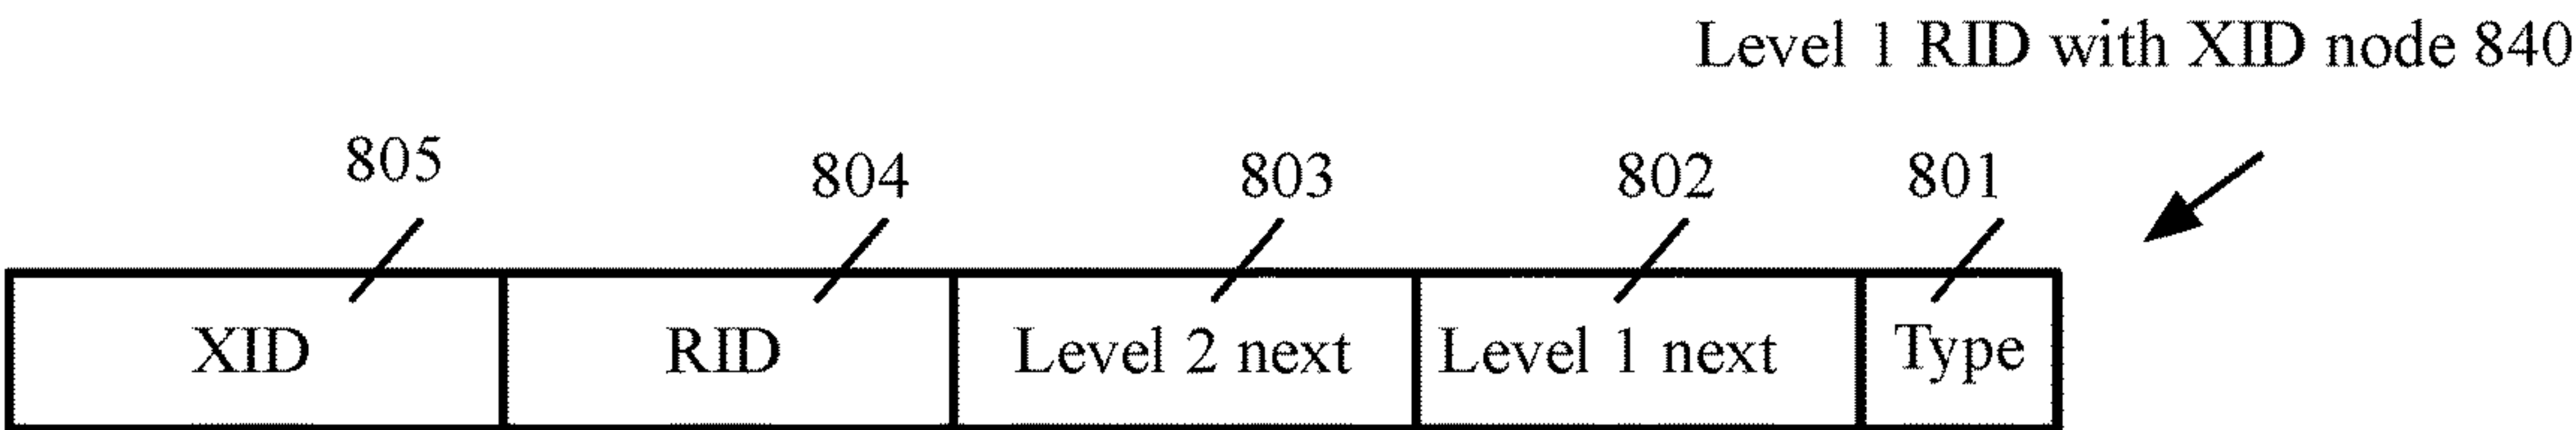 Level 1 RID with XID node 840
805 804 803 802 801
XID RID Level 2 next Level 1 next Type